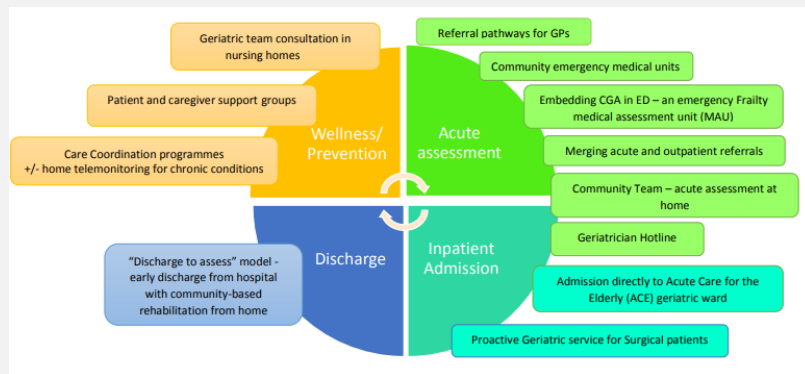 Geriatric team consultation in
nursing homes
Patient and caregiver support groups
Care Coordination programmes
+/- home telemonitoring for chronic conditions
Wellness/
Prevention
Acute
assessment
Referral pathways for GPs
Community emergency medical units
Embedding CGA in ED – an emergency Frailty
medical assessment unit (MAU)
Merging acute and outpatient referrals
Community Team – acute assessment at
home
Geriatrician Hotline
"Discharge to assess" model -
early discharge from hospital
with community-based
rehabilitation from home
Discharge
Inpatient
Admission
Admission directly to Acute Care for the
Elderly (ACE) geriatric ward
Proactive Geriatric service for Surgical patients